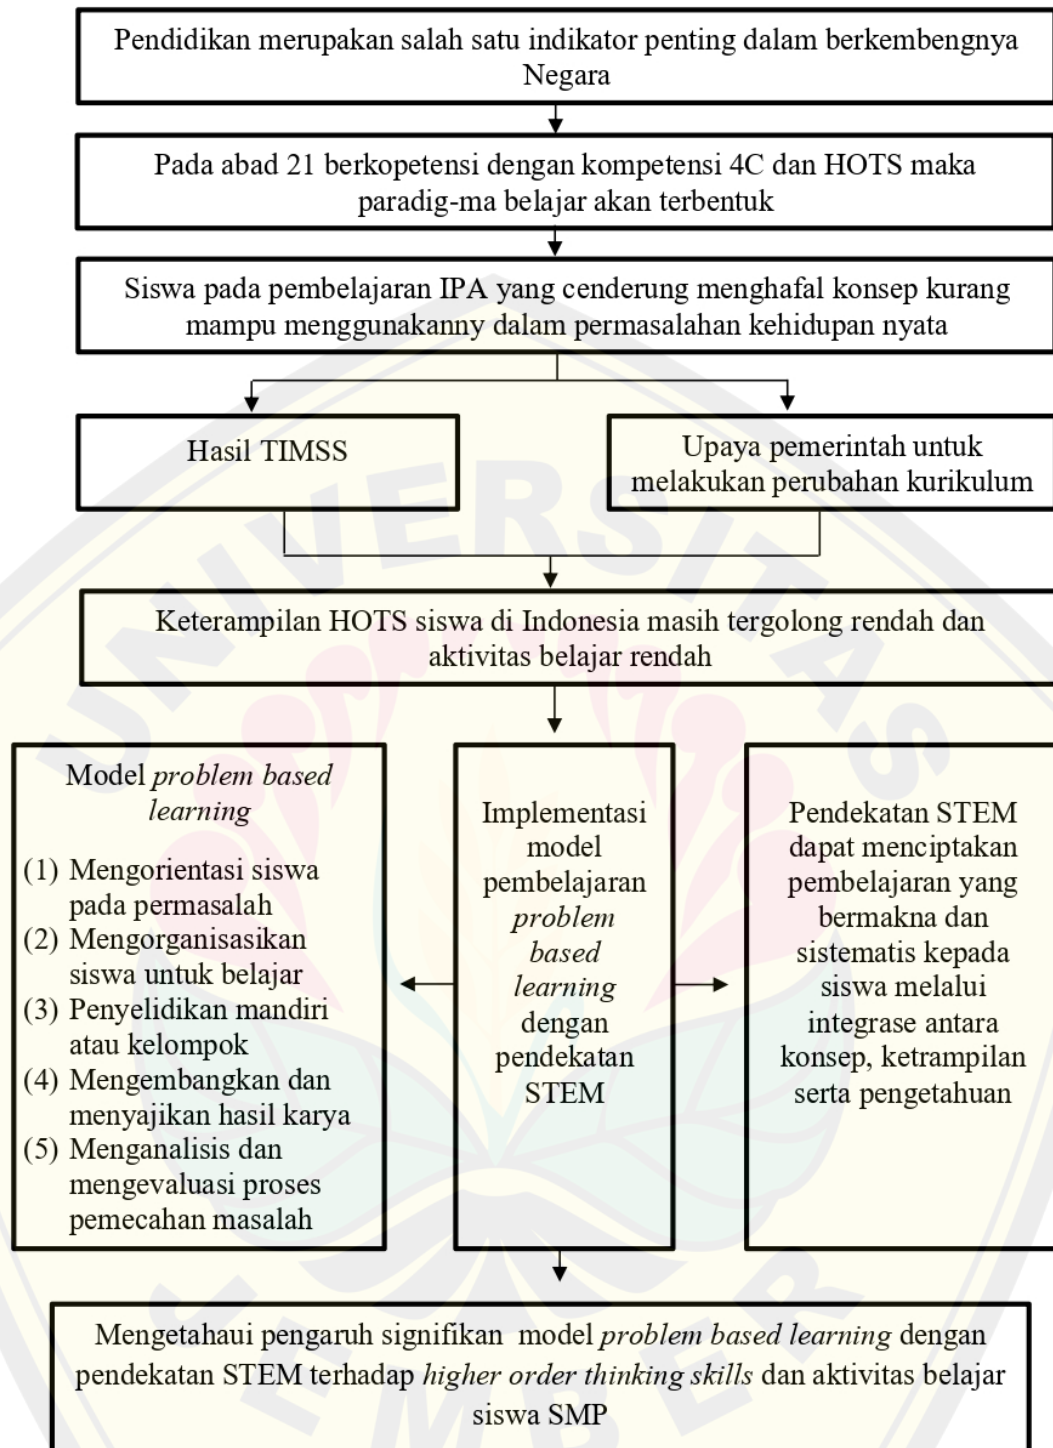 Pendidikan merupakan salah satu indikator penting dalam berkembengnya
Negara
Pada abad 21 berkopetensi dengan kompetensi 4C dan HOTS maka
paradig-ma belajar akan terbentuk
Siswa pada pembelajaran IPA yang cenderung menghafal konsep kurang
mampu menggunakanny dalam permasalahan kehidupan nyata
Hasil TIMSS
Upaya pemerintah untuk
melakukan perubahan kurikulum
Keterampilan HOTS siswa di Indonesia masih tergolong rendah dan
aktivitas belajar rendah
Model problem based
learning
(1) Mengorientasi siswa
pada permasalah
(2) Mengorganisasikan
siswa untuk belajar
(3) Penyelidikan mandiri
atau kelompok
(4) Mengembangkan dan
menyajikan hasil karya
(5) Menganalisis dan
mengevaluasi proses
pemecahan masalah
Implementasi
model
pembelajaran
problem
based
learning
dengan
pendekatan
STEM
Pendekatan STEM
dapat menciptakan
pembelajaran yang
bermakna dan
sistematis kepada
siswa melalui
integrase antara
konsep, ketrampilan
serta pengetahuan
Mengetahaui pengaruh signifikan model problem based learning dengan
pendekatan STEM terhadap higher order thinking skills dan aktivitas belajar
siswa SMP
UNIVERSITAS
JEMBER